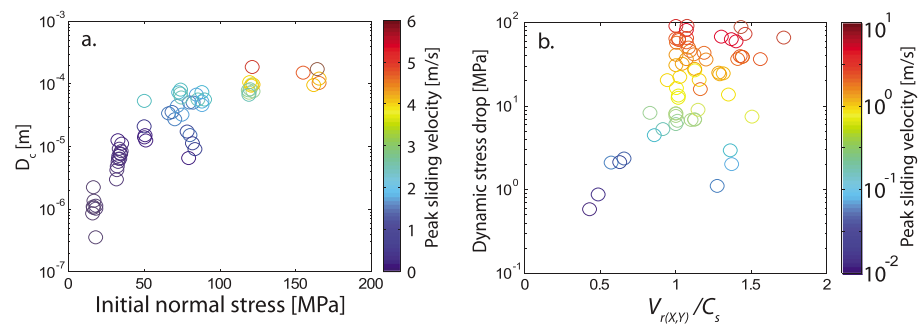 a.
10^-3
10^-4
10^-5
10^-6
10^-7
D_c [m]
0 50 100 150 200
Initial normal stress [MPa]
6
5
4
3
2
1
0
Peak sliding velocity [m/s]
b.
10^2
10^1
10^0
10^-1
Dynamic stress drop [MPa]
0 0.5 1 1.5 2
V_r(X,Y) /C_s
10^1
10^0
10^-1
10^-2
Peak sliding velocity [m/s]